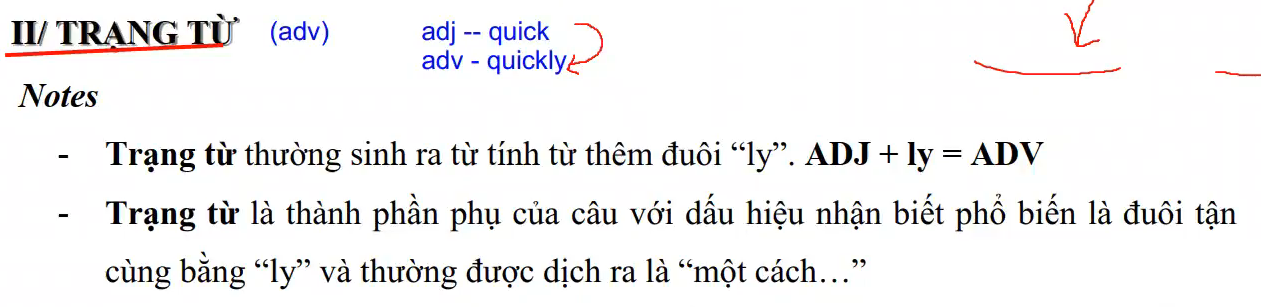 II/ TRẠNG TỪ (adv) adj -- quick
adv - quickly
Notes
- Trạng từ thường sinh ra từ tính từ thêm đuôi “ly”. ADJ + ly = ADV
- Trạng từ là thành phần phụ của câu với dấu hiệu nhận biết phổ biến là đuôi tận
cùng bằng “ly” và thường được dịch ra là “một cách…”